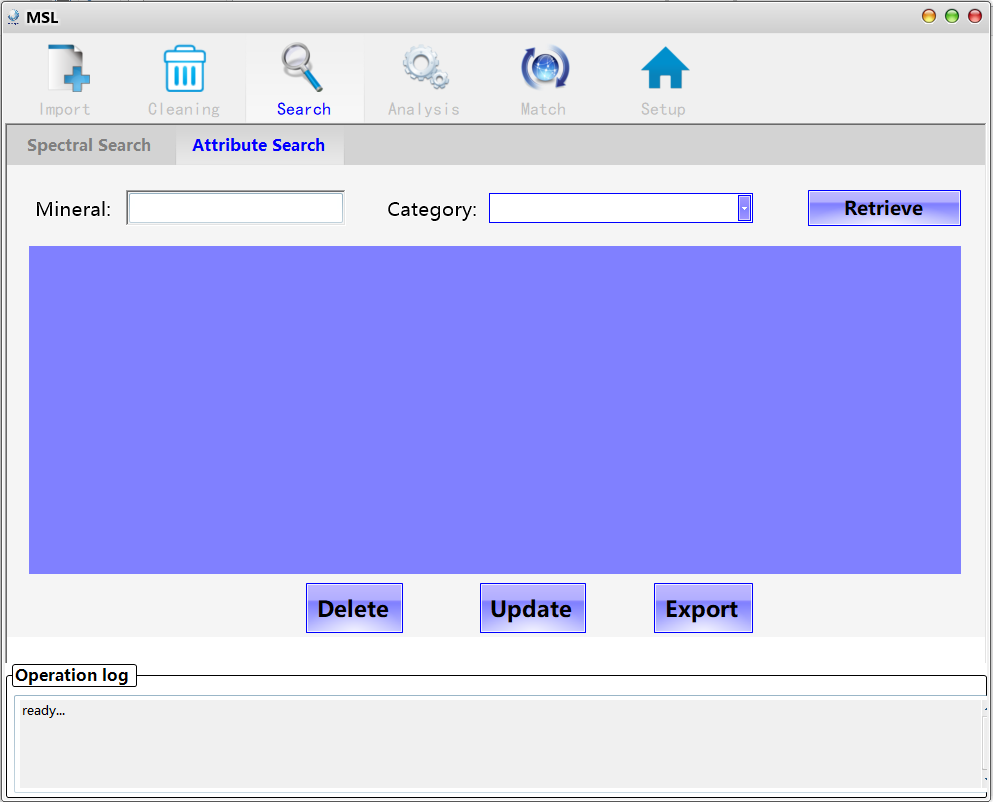 MSL
Import Cleaning Search Analysis Match Setup
Spectral Search Attribute Search
Mineral: Category: Retrieve
Delete Update Export
Operation log
ready...